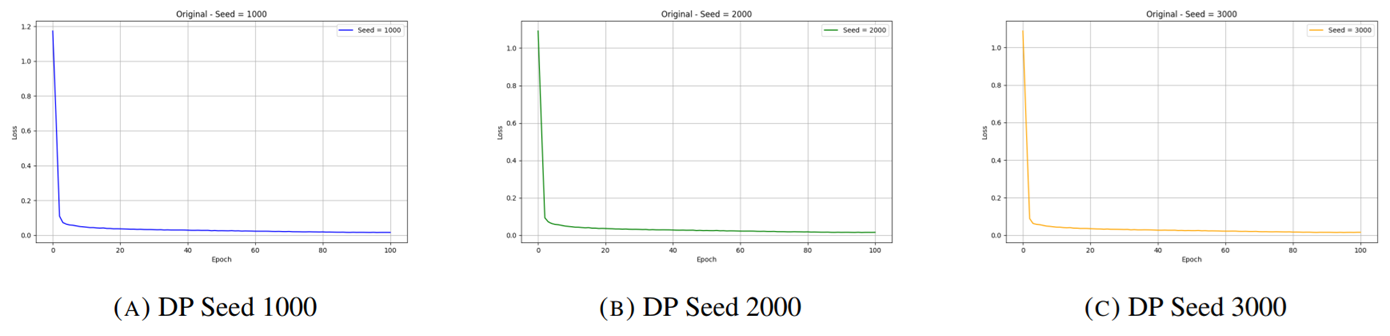 Original - Seed = 1000
Seed = 1000
1.2
1.0
0.8
0.6
0.4
0.2
0.0
Loss
0 20 40 60 80 100
Epoch
(A) DP Seed 1000
Original - Seed = 2000
Seed = 2000
1.0
0.8
0.6
0.4
0.2
0.0
Loss
0 20 40 60 80 100
Epoch
(B) DP Seed 2000
Original - Seed = 3000
Seed = 3000
1.0
0.8
0.6
0.4
0.2
0.0
Loss
0 20 40 60 80 100
Epoch
(C) DP Seed 3000